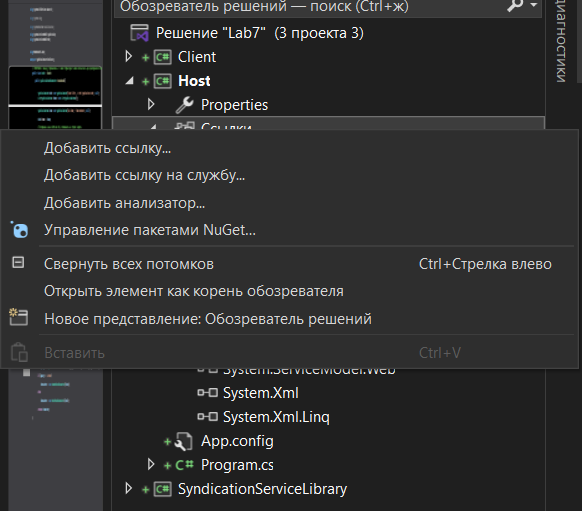 Обозреватель решений — поиск (Ctrl+ж)
Решение "Lab7" (3 проекта 3)
Client
Host
Properties
Ссылки
Добавить ссылку...
Добавить ссылку на службу...
Добавить анализатор...
Управление пакетами NuGet...
Свернуть всех потомков Ctrl+Стрелка влево
Открыть элемент как корень обозревателя
Новое представление: Обозреватель решений
Вставить Ctrl+V
System.ServiceModel.Web
System.Xml
System.Xml.Linq
App.config
Program.cs
SyndicationServiceLibrary
диагностики